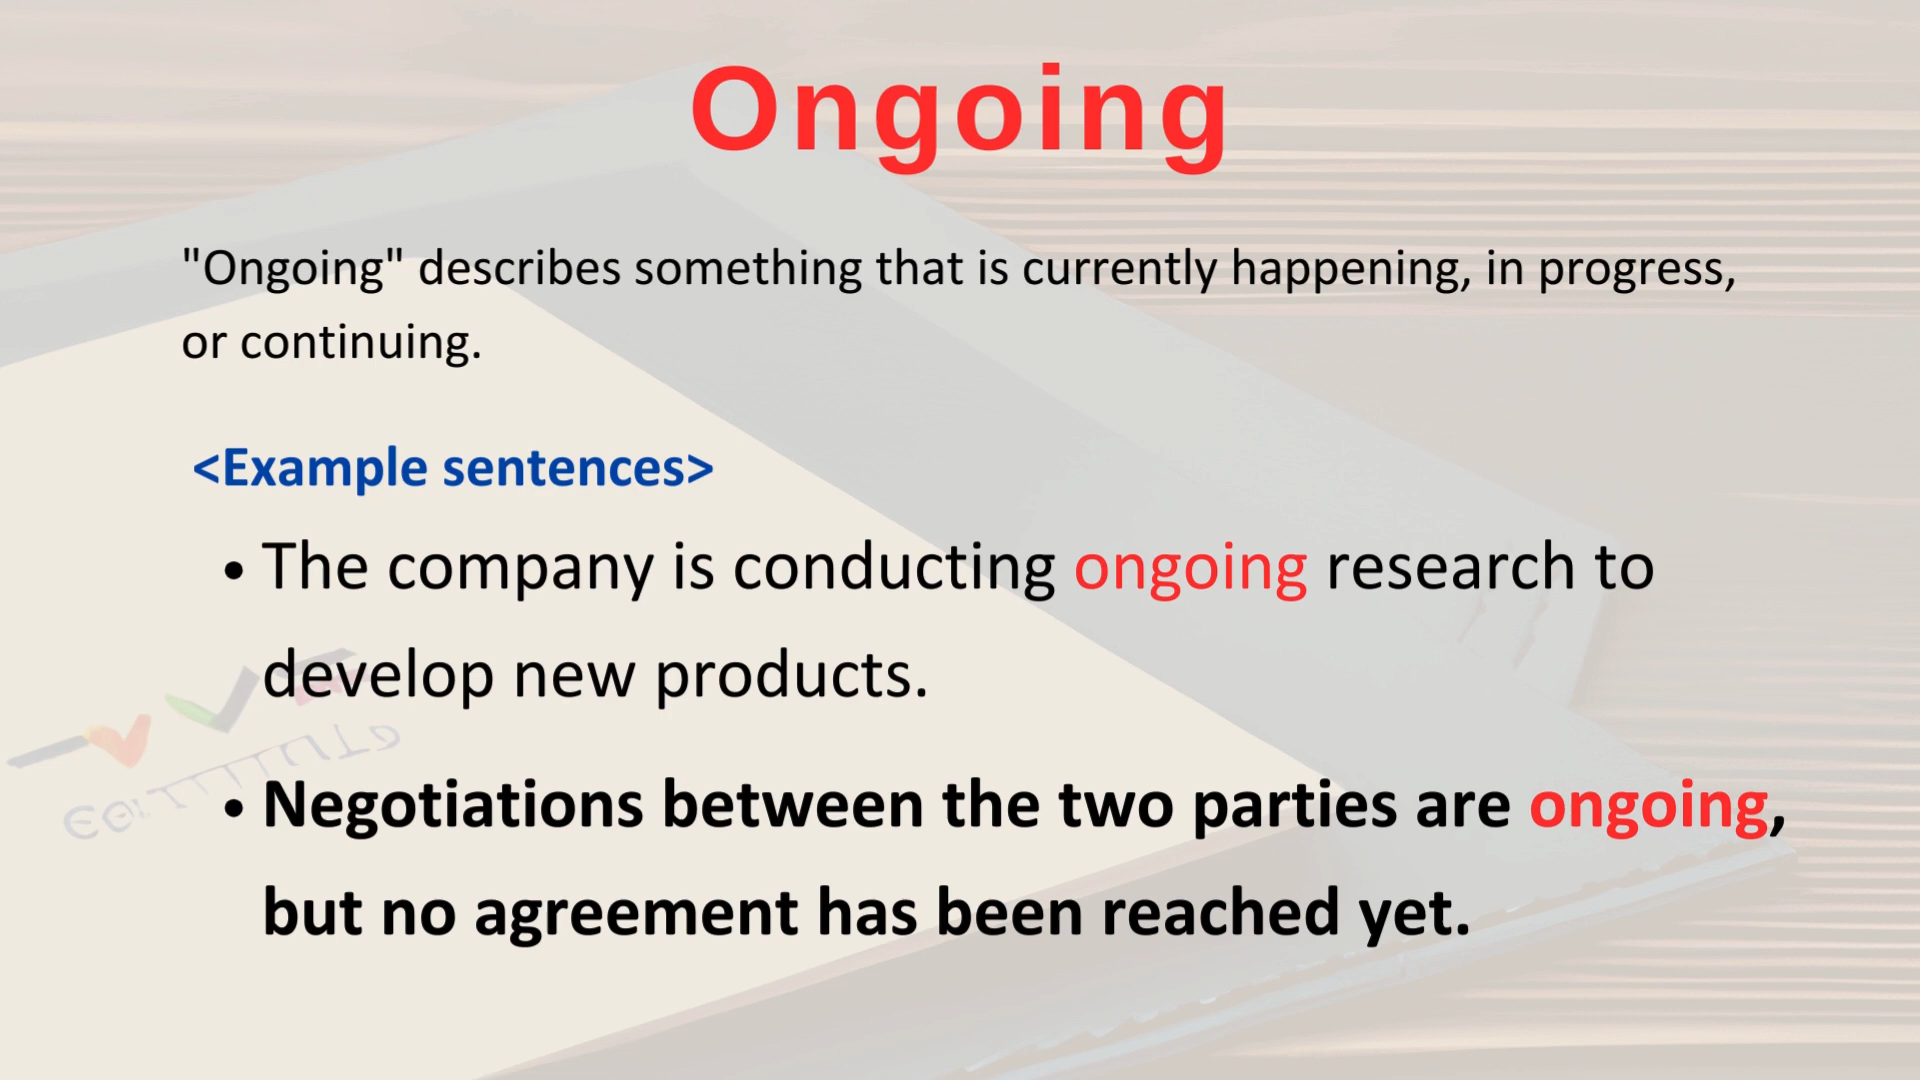 Ongoing
"Ongoing" describes something that is currently happening, in progress,
or continuing.
<Example sentences>
• The company is conducting ongoing research to
develop new products.
• Negotiations between the two parties are ongoing,
but no agreement has been reached yet.